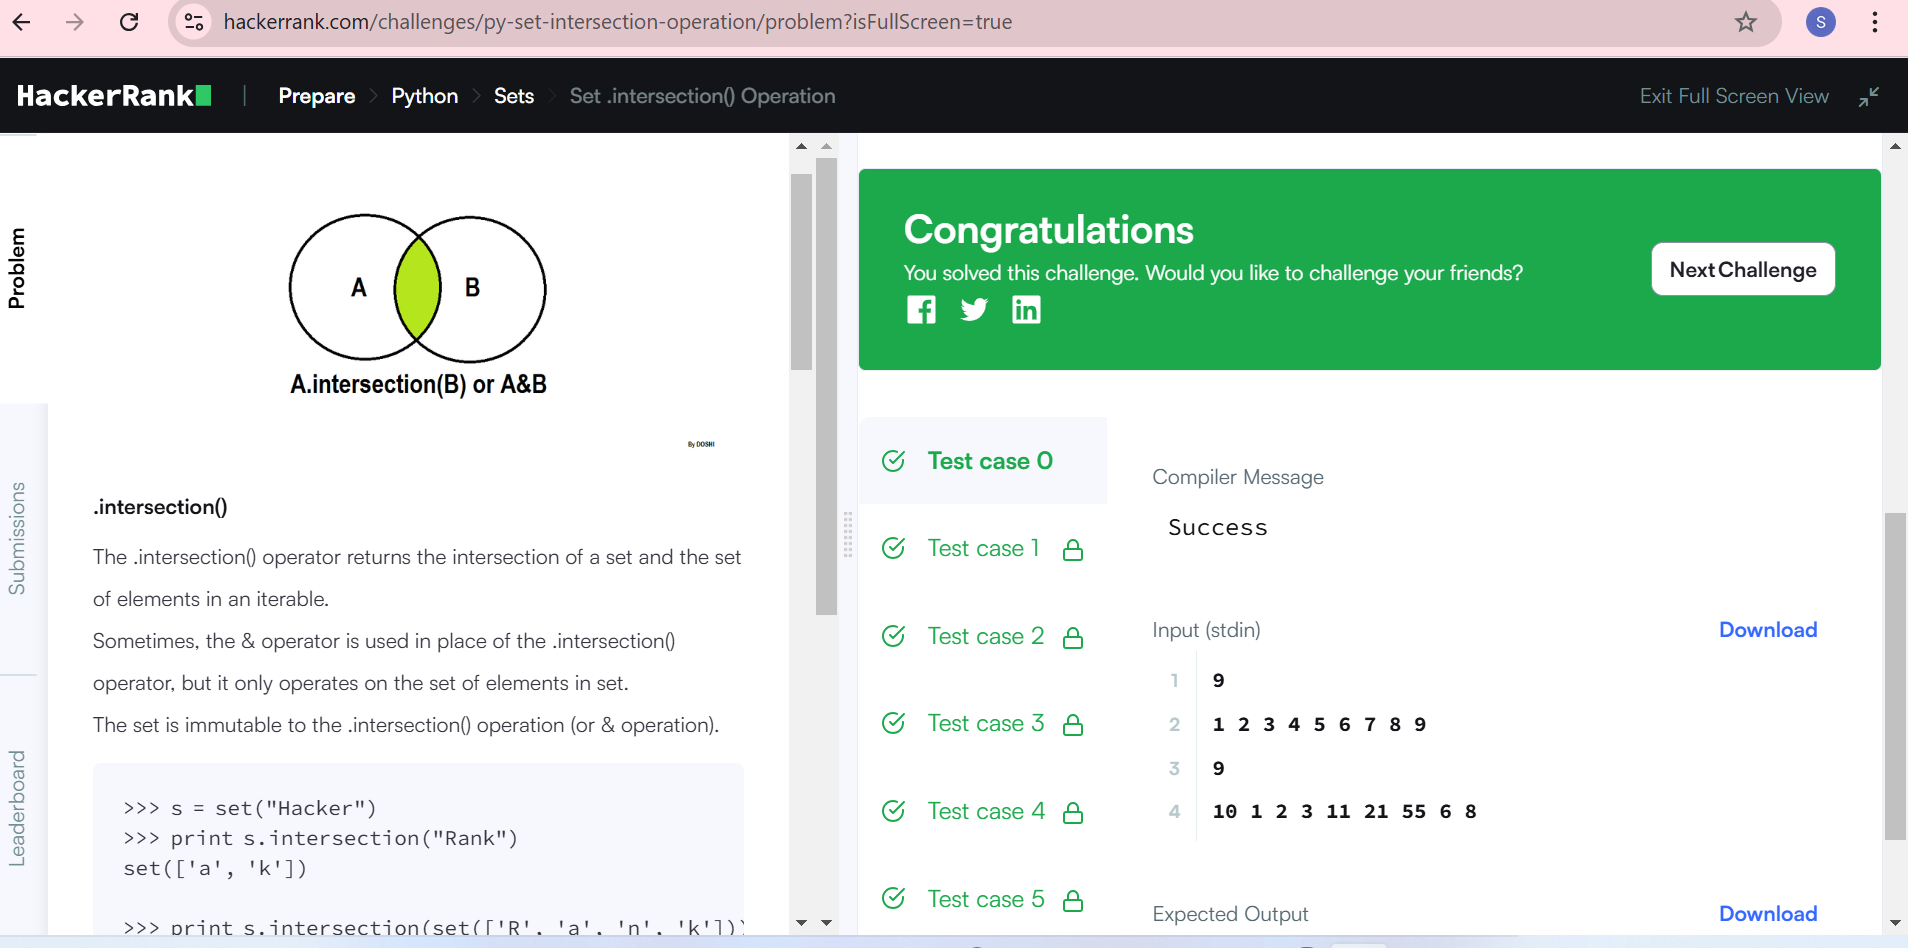 hackerrank.com/challenges/py-set-intersection-operation/problem?isFullScreen=true
S
HackerRank
Prepare > Python > Sets > Set .intersection() Operation
Exit Full Screen View
Problem
Submissions
Leaderboard
A
B
A.intersection(B) or A&B
By DOSHI
.intersection()
The .intersection() operator returns the intersection of a set and the set
of elements in an iterable.
Sometimes, the & operator is used in place of the .intersection()
operator, but it only operates on the set of elements in set.
The set is immutable to the .intersection() operation (or & operation).
>>> s = set("Hacker")
>>> print s.intersection("Rank")
set(['a', 'k'])
>>> print s.intersection(set(['R', 'a', 'n', 'k']))
Congratulations
You solved this challenge. Would you like to challenge your friends?
Next Challenge
Test case 0
Test case 1
Test case 2
Test case 3
Test case 4
Test case 5
Compiler Message
Success
Input (stdin)
Download
1 9
2 1 2 3 4 5 6 7 8 9
3 9
4 10 1 2 3 11 21 55 6 8
Expected Output
Download